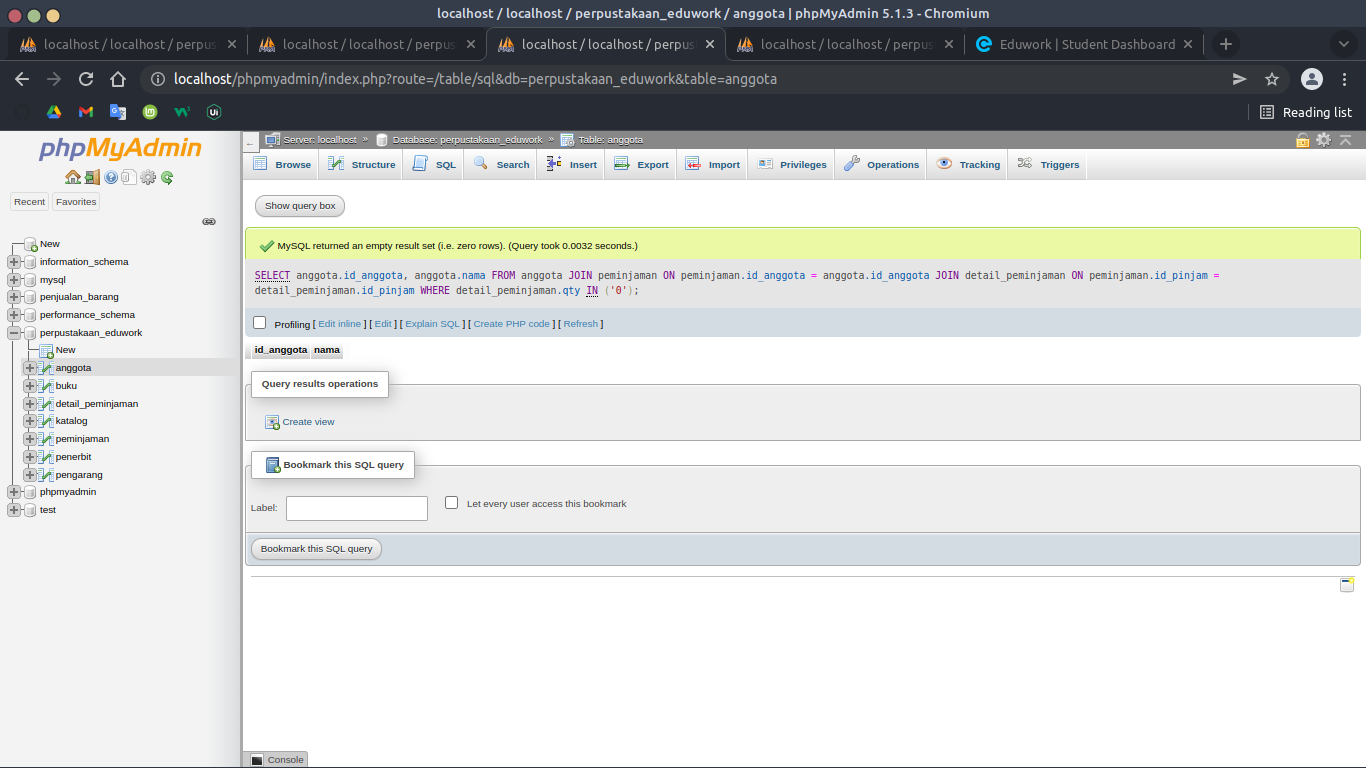 localhost / localhost / perpustakaan_eduwork / anggota | phpMyAdmin 5.1.3 - Chromium
localhost / localhost / perpus
localhost / localhost / perpus
localhost / localhost / perpus
localhost / localhost / perpus
Eduwork | Student Dashboard
localhost/phpmyadmin/index.php?route=/table/sql&db=perpustakaan_eduwork&table=anggota
Reading list
phpMyAdmin
Recent
Favorites
New
information_schema
mysql
penjualan_barang
performance_schema
perpustakaan_eduwork
New
anggota
buku
detail_peminjaman
katalog
peminjaman
penerbit
pengarang
phpmyadmin
test
Server: localhost » Database: perpustakaan_eduwork » Table: anggota
Browse Structure SQL Search Insert Export Import Privileges Operations Tracking Triggers
Show query box
MySQL returned an empty result set (i.e. zero rows). (Query took 0.0032 seconds.)
SELECT anggota.id_anggota, anggota.nama FROM anggota JOIN peminjaman ON peminjaman.id_anggota = anggota.id_anggota JOIN detail_peminjaman ON peminjaman.id_pinjam =
detail_peminjaman.id_pinjam WHERE detail_peminjaman.qty IN ('0');
Profiling [ Edit inline ] [ Edit ] [ Explain SQL ] [ Create PHP code ] [ Refresh ]
id_anggota nama
Query results operations
Create view
Bookmark this SQL query
Label:
Let every user access this bookmark
Bookmark this SQL query
Console